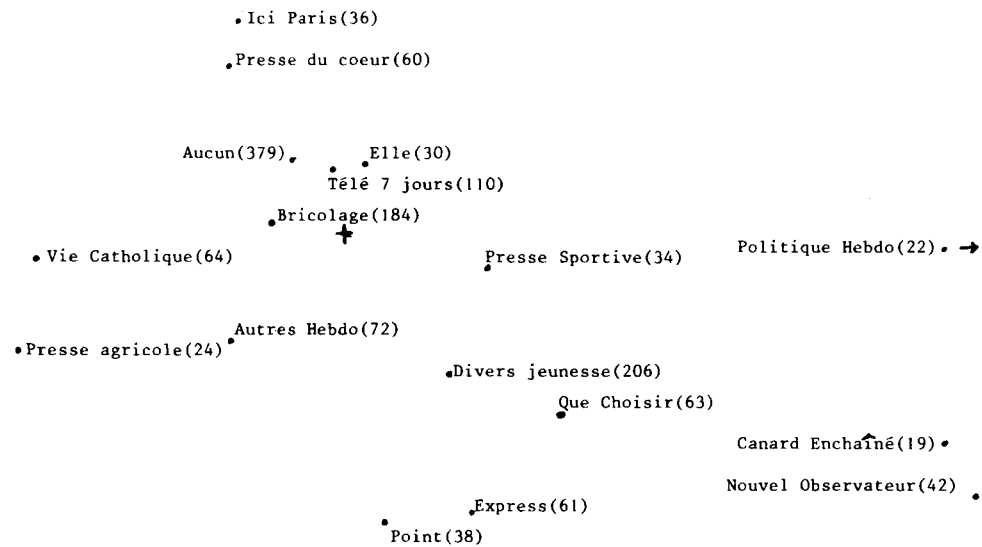 Ici Paris(36)
Presse du coeur(60)
Aucun(379)
Elle(30)
Télé 7 jours(110)
Bricolage(184)
Vie Catholique(64)
Presse Sportive(34)
Politique Hebdo(22)
Autres Hebdo(72)
Presse agricole(24)
Divers jeunesse(206)
Que Choisir(63)
Canard Enchaîné(19)
Nouvel Observateur(42)
Express(61)
Point(38)